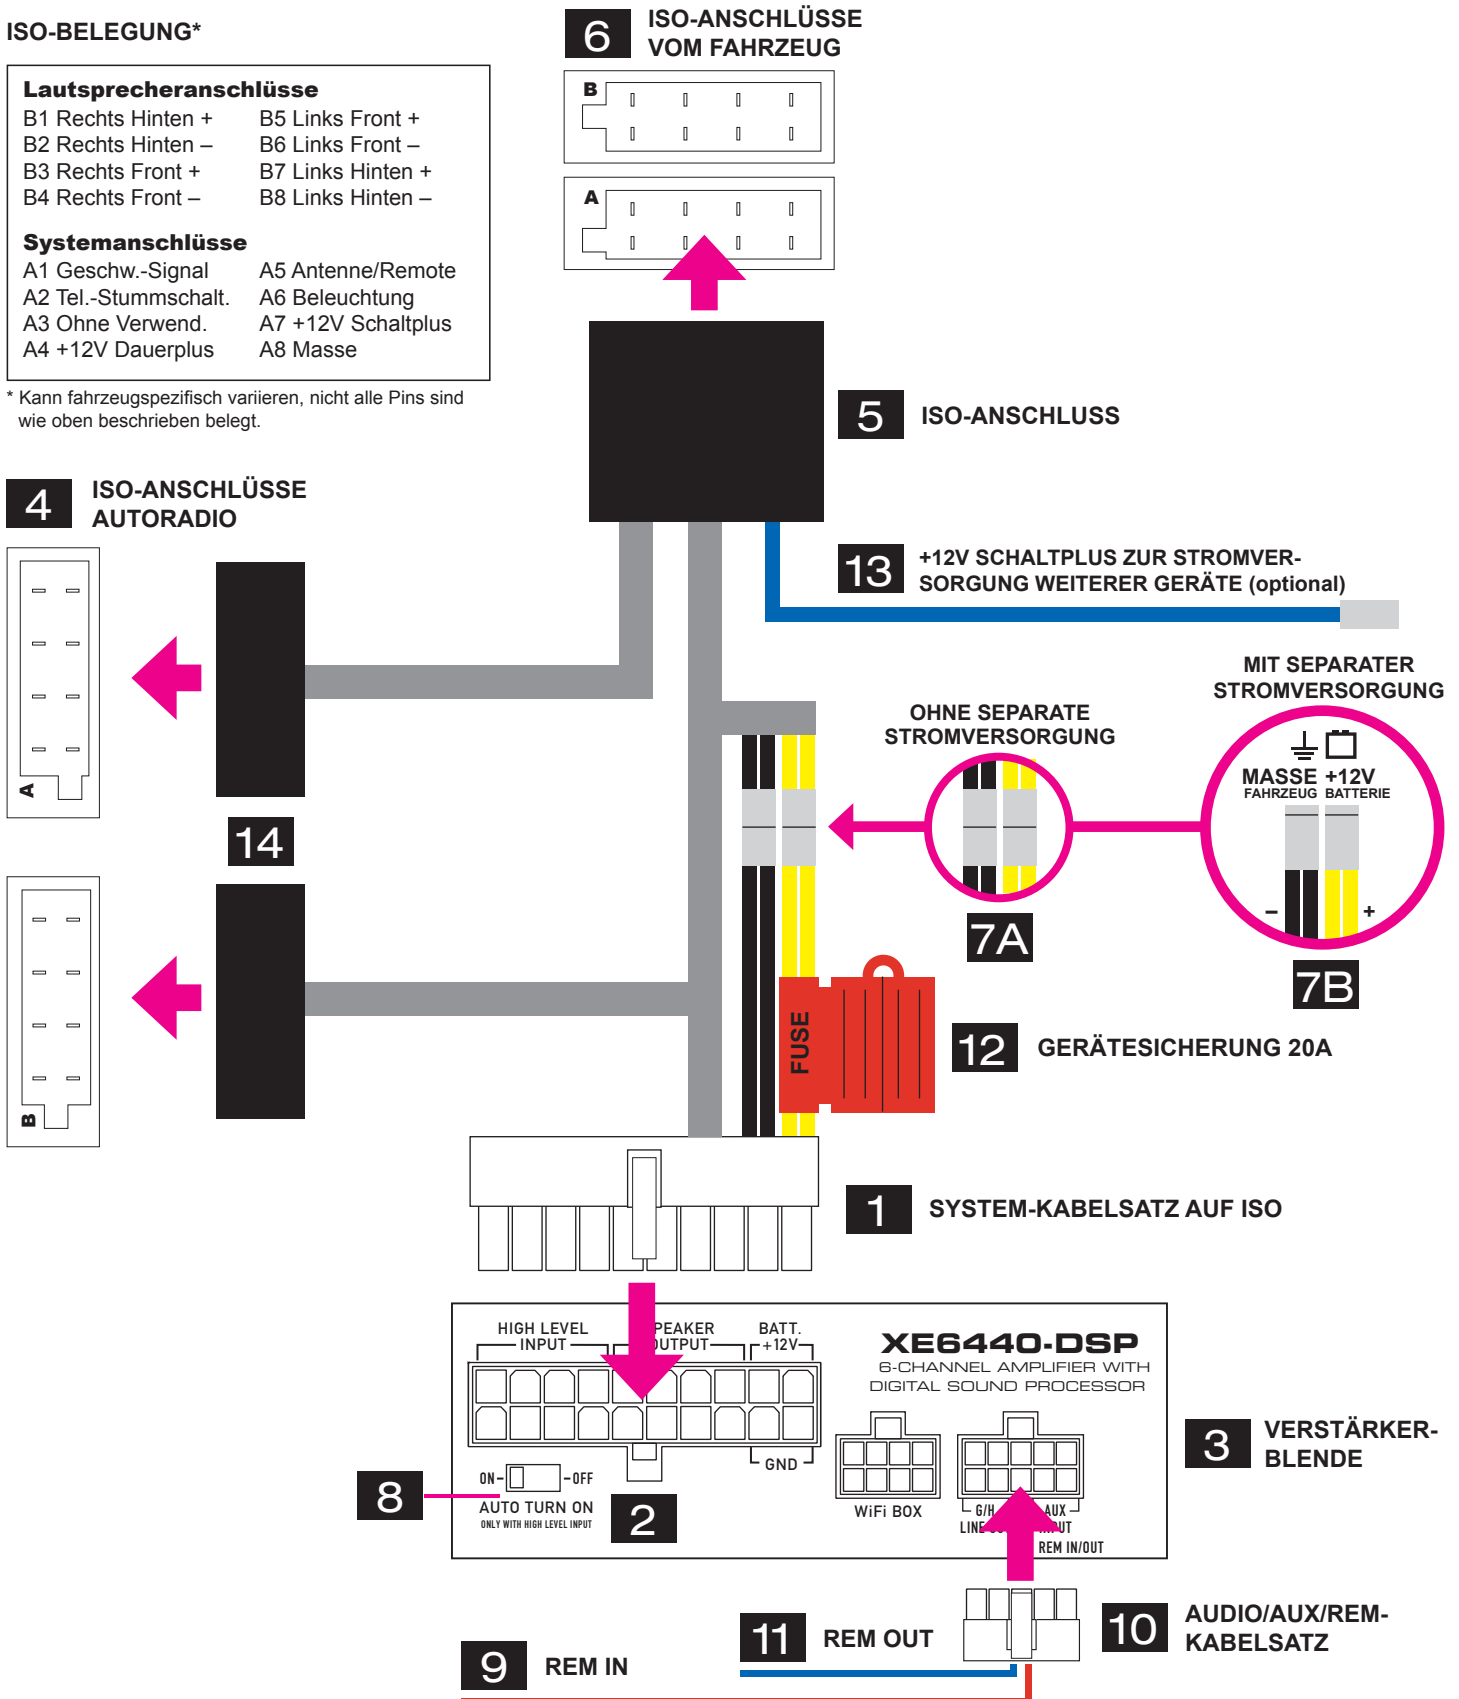 ISO-BELEGUNG*
Lautsprecheranschlüsse
B1 Rechts Hinten +
B2 Rechts Hinten –
B3 Rechts Front +
B4 Rechts Front –
B5 Links Front +
B6 Links Front –
B7 Links Hinten +
B8 Links Hinten –
Systemanschlüsse
A1 Geschw.-Signal
A2 Tel.-Stummschalt.
A3 Ohne Verwend.
A4 +12V Dauerplus
A5 Antenne/Remote
A6 Beleuchtung
A7 +12V Schaltplus
A8 Masse
* Kann fahrzeugspezifisch variieren, nicht alle Pins sind
wie oben beschrieben belegt.
6
ISO-ANSCHLÜSSE
VOM FAHRZEUG
B
A
5
ISO-ANSCHLUSS
4
ISO-ANSCHLÜSSE
AUTORADIO
A
B
14
13
+12V SCHALTPLUS ZUR STROMVER-
SORGUNG WEITERER GERÄTE (optional)
OHNE SEPARATE
STROMVERSORGUNG
7A
MIT SEPARATER
STROMVERSORGUNG
MASSE
FAHRZEUG
+12V
BATTERIE
– +
7B
FUSE
12
GERÄTESICHERUNG 20A
1
SYSTEM-KABELSATZ AUF ISO
HIGH LEVEL
INPUT
PEAKER
OUTPUT
BATT.
+12V
GND
ON
OFF
AUTO TURN ON
ONLY WITH HIGH LEVEL INPUT
8
2
XE6440-DSP
6-CHANNEL AMPLIFIER WITH
DIGITAL SOUND PROCESSOR
WiFi BOX
G/H
LINE
AUX
REM IN/OUT
3
VERSTÄRKER-
BLENDE
10
AUDIO/AUX/REM-
KABELSATZ
11
REM OUT
9
REM IN